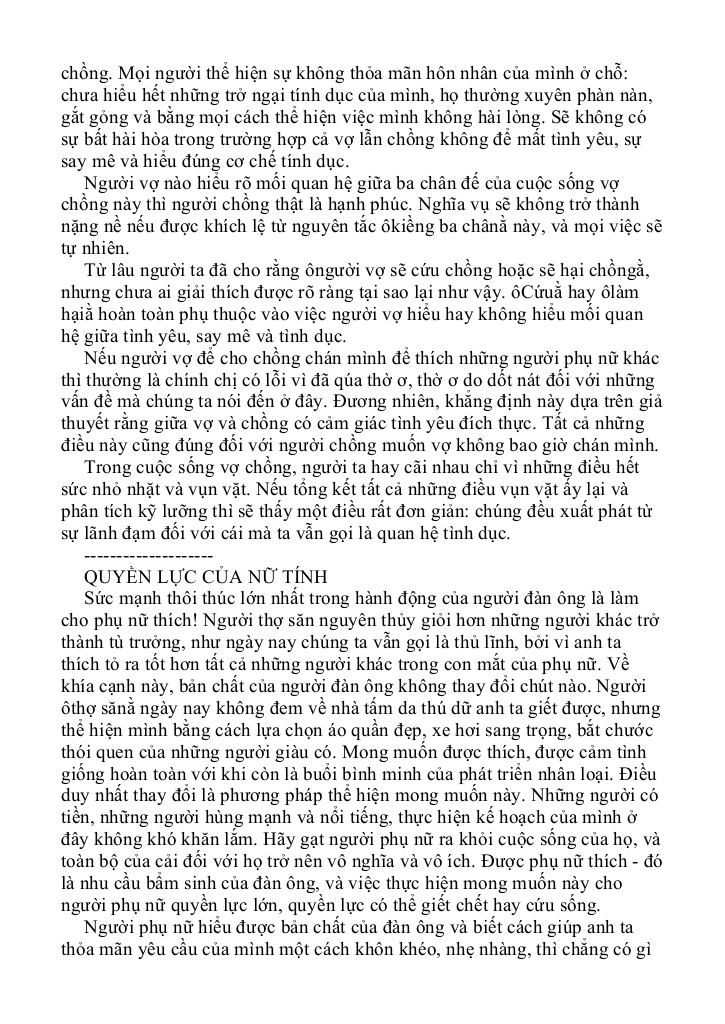 chồng. Mọi người thể hiện sự không thỏa mãn hôn nhân của mình ở chỗ:
chưa hiểu hết những trở ngại tính dục của mình, họ thường xuyên phàn nàn,
gắt gỏng và bằng mọi cách thể hiện việc mình không hài lòng. Sẽ không có
sự bất hài hòa trong trường hợp cả vợ lẫn chồng không để mất tình yêu, sự
say mê và hiểu đúng cơ chế tính dục.
Người vợ nào hiểu rõ mối quan hệ giữa ba chân đế của cuộc sống vợ
chồng này thì người chồng thật là hạnh phúc. Nghĩa vụ sẽ không trở thành
nặng nề nếu được khích lệ từ nguyên tắc ôkiềng ba chânằ này, và mọi việc sẽ
tự nhiên.
Từ lâu người ta đã cho rằng ôngười vợ sẽ cứu chồng hoặc sẽ hại chồngằ,
nhưng chưa ai giải thích được rõ ràng tại sao lại như vậy. ôCứuằ hay ôlàm
hạiằ hoàn toàn phụ thuộc vào việc người vợ hiểu hay không hiểu mối quan
hệ giữa tình yêu, say mê và tình dục.
Nếu người vợ để cho chồng chán mình để thích những người phụ nữ khác
thì thường là chính chị có lỗi vì đã qúa thờ ơ, thờ ơ do dốt nát đối với những
vấn đề mà chúng ta nói đến ở đây. Đương nhiên, khẳng định này dựa trên giả
thuyết rằng giữa vợ và chồng có cảm giác tình yêu đích thực. Tất cả những
điều này cũng đúng đối với người chồng muốn vợ không bao giờ chán mình.
Trong cuộc sống vợ chồng, người ta hay cãi nhau chỉ vì những điều hết
sức nhỏ nhặt và vụn vặt. Nếu tổng kết tất cả những điều vụn vặt ấy lại và
phân tích kỹ lưỡng thì sẽ thấy một điều rất đơn giản: chúng đều xuất phát từ
sự lãnh đạm đối với cái mà ta vẫn gọi là quan hệ tình dục.
--------------------
QUYỀN LỰC CỦA NỮ TÍNH
Sức mạnh thôi thúc lớn nhất trong hành động của người đàn ông là làm
cho phụ nữ thích! Người thợ săn nguyên thủy giỏi hơn những người khác trở
thành tù trưởng, như ngày nay chúng ta vẫn gọi là thủ lĩnh, bởi vì anh ta
thích tỏ ra tốt hơn tất cả những người khác trong con mắt của phụ nữ. Về
khía cạnh này, bản chất của người đàn ông không thay đổi chút nào. Người
ôthợ sănằ ngày nay không đem về nhà tấm da thú dữ anh ta giết được, nhưng
thể hiện mình bằng cách lựa chọn áo quần đẹp, xe hơi sang trọng, bắt chước
thói quen của những người giàu có. Mong muốn được thích, được cảm tình
giống hoàn toàn với khi còn là buổi bình minh của phát triển nhân loại. Điều
duy nhất thay đổi là phương pháp thể hiện mong muốn này. Những người có
tiền, những người hùng mạnh và nổi tiếng, thực hiện kế hoạch của mình ở
đây không khó khăn lắm. Hãy gạt người phụ nữ ra khỏi cuộc sống của họ, và
toàn bộ của cải đối với họ trở nên vô nghĩa và vô ích. Được phụ nữ thích - đó
là nhu cầu bẩm sinh của đàn ông, và việc thực hiện mong muốn này cho
người phụ nữ quyền lực lớn, quyền lực có thể giết chết hay cứu sống.
Người phụ nữ hiểu được bản chất của đàn ông và biết cách giúp anh ta
thỏa mãn yêu cầu của mình một cách khôn khéo, nhẹ nhàng, thì chẳng có gì